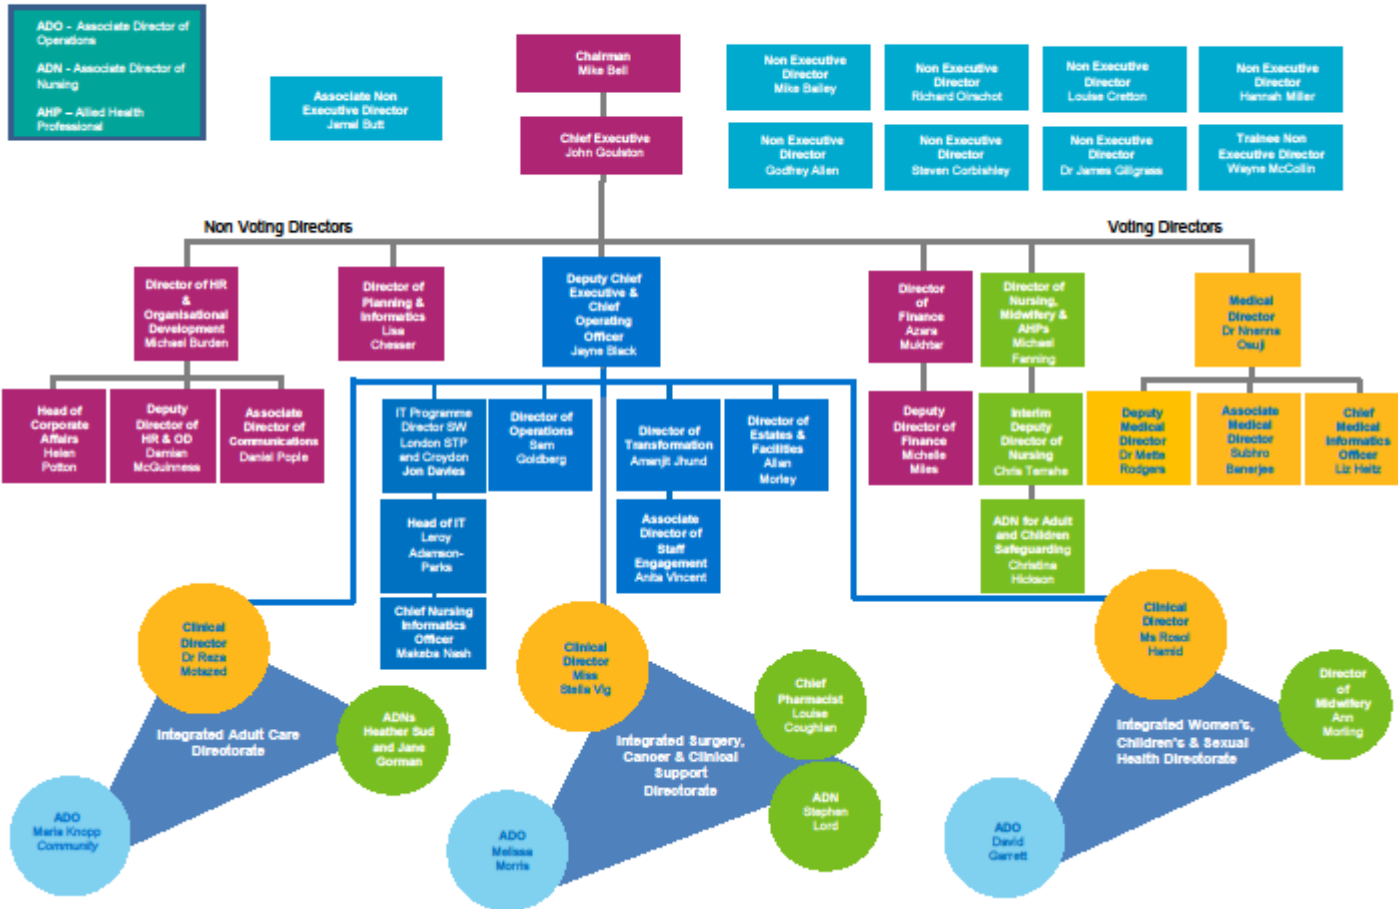 ADO – Associate Director of
Operations
ADN - Associate Director of
Nursing
AHP – Allied Health
Professional
Associate Non
Executive Director
Jamal Butt
Chairman
Mike Bell
Chief Executive
John Goulston
Non Executive
Director
Mike Bailey
Non Executive
Director
Richard Oirschot
Non Executive
Director
Louise Cretton
Non Executive
Director
Hannah Miller
Non Executive
Director
Godfrey Allen
Non Executive
Director
Steven Corbishley
Non Executive
Director
Dr James Gillgrass
Trainee Non
Executive Director
Wayne McCollin
Non Voting Directors
Voting Directors
Director of HR
&
Organisational
Development
Michael Burden
Director of
Planning &
Informatics
Lisa
Chesser
Deputy Chief
Executive &
Chief
Operating
Officer
Jayne Black
Director
of
Finance
Azara
Mukhtar
Director of
Nursing,
Midwifery &
AHPs
Michael
Fanning
Medical
Director
Dr Nnenna
Osuji
Head of
Corporate
Affairs
Helen
Potton
Deputy
Director of
HR & OD
Damian
McGuinness
Associate
Director of
Communications
Daniel Pople
IT Programme
Director SW
London STP
and Croydon
Jon Davies
Director of
Operations
Sam
Goldberg
Director of
Transformation
Amanjit Jhund
Director of
Estates &
Facilities
Allan
Morley
Deputy
Director of
Finance
Michelle
Miles
Interim
Deputy
Director of
Nursing
Chris Terrahe
Deputy
Medical
Director
Dr Mette
Rodgers
Associate
Medical
Director
Subhro
Banerjee
Chief
Medical
Informatics
Officer
Liz Heitz
Head of IT
Leroy
Adamson-
Parks
Associate
Director of
Staff
Engagement
Anita Vincent
ADN for Adult
and Children
Safeguarding
Christina
Hickson
Chief Nursing
Informatics
Officer
Makeba Nash
Clinical
Director
Dr Reza
Motazed
ADNs
Heather Sud
and Jane
Gorman
Integrated Adult Care
Directorate
ADO
Maria Knopp
Community
Clinical
Director
Miss
Stella Vig
Chief
Pharmacist
Louise
Coughlan
Integrated Surgery,
Cancer & Clinical
Support
Directorate
ADN
Stephen
Lord
ADO
Melissa
Morris
Clinical
Director
Ms Rosol
Hamid
Director
of
Midwifery
Ann
Morling
Integrated Women's,
Children's & Sexual
Health Directorate
ADO
David
Garrett